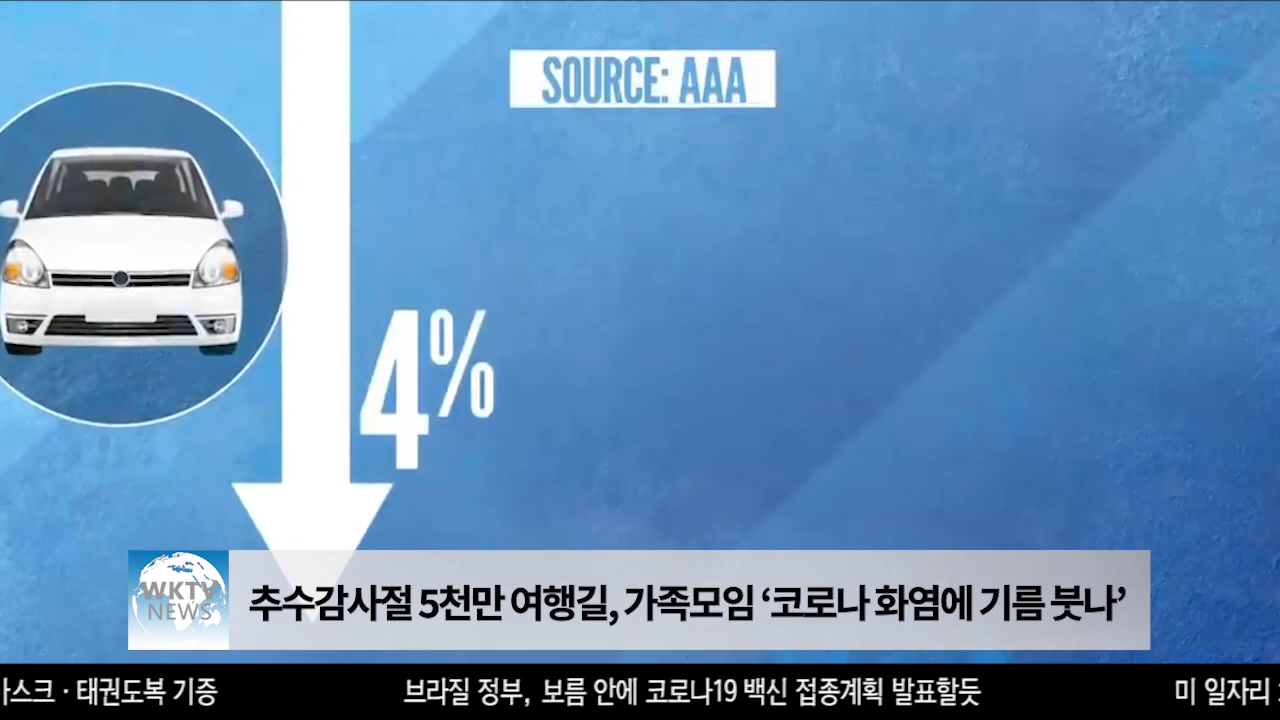 SOURCE: AAA
4%
WKTV
NEWS
추수감사절 5천만 여행길, 가족모임 ‘코로나 화염에 기름 붓나’
마스크 · 태권도복 기증 브라질 정부, 보름 안에 코로나19 백신 접종계획 발표할듯 미 일자리